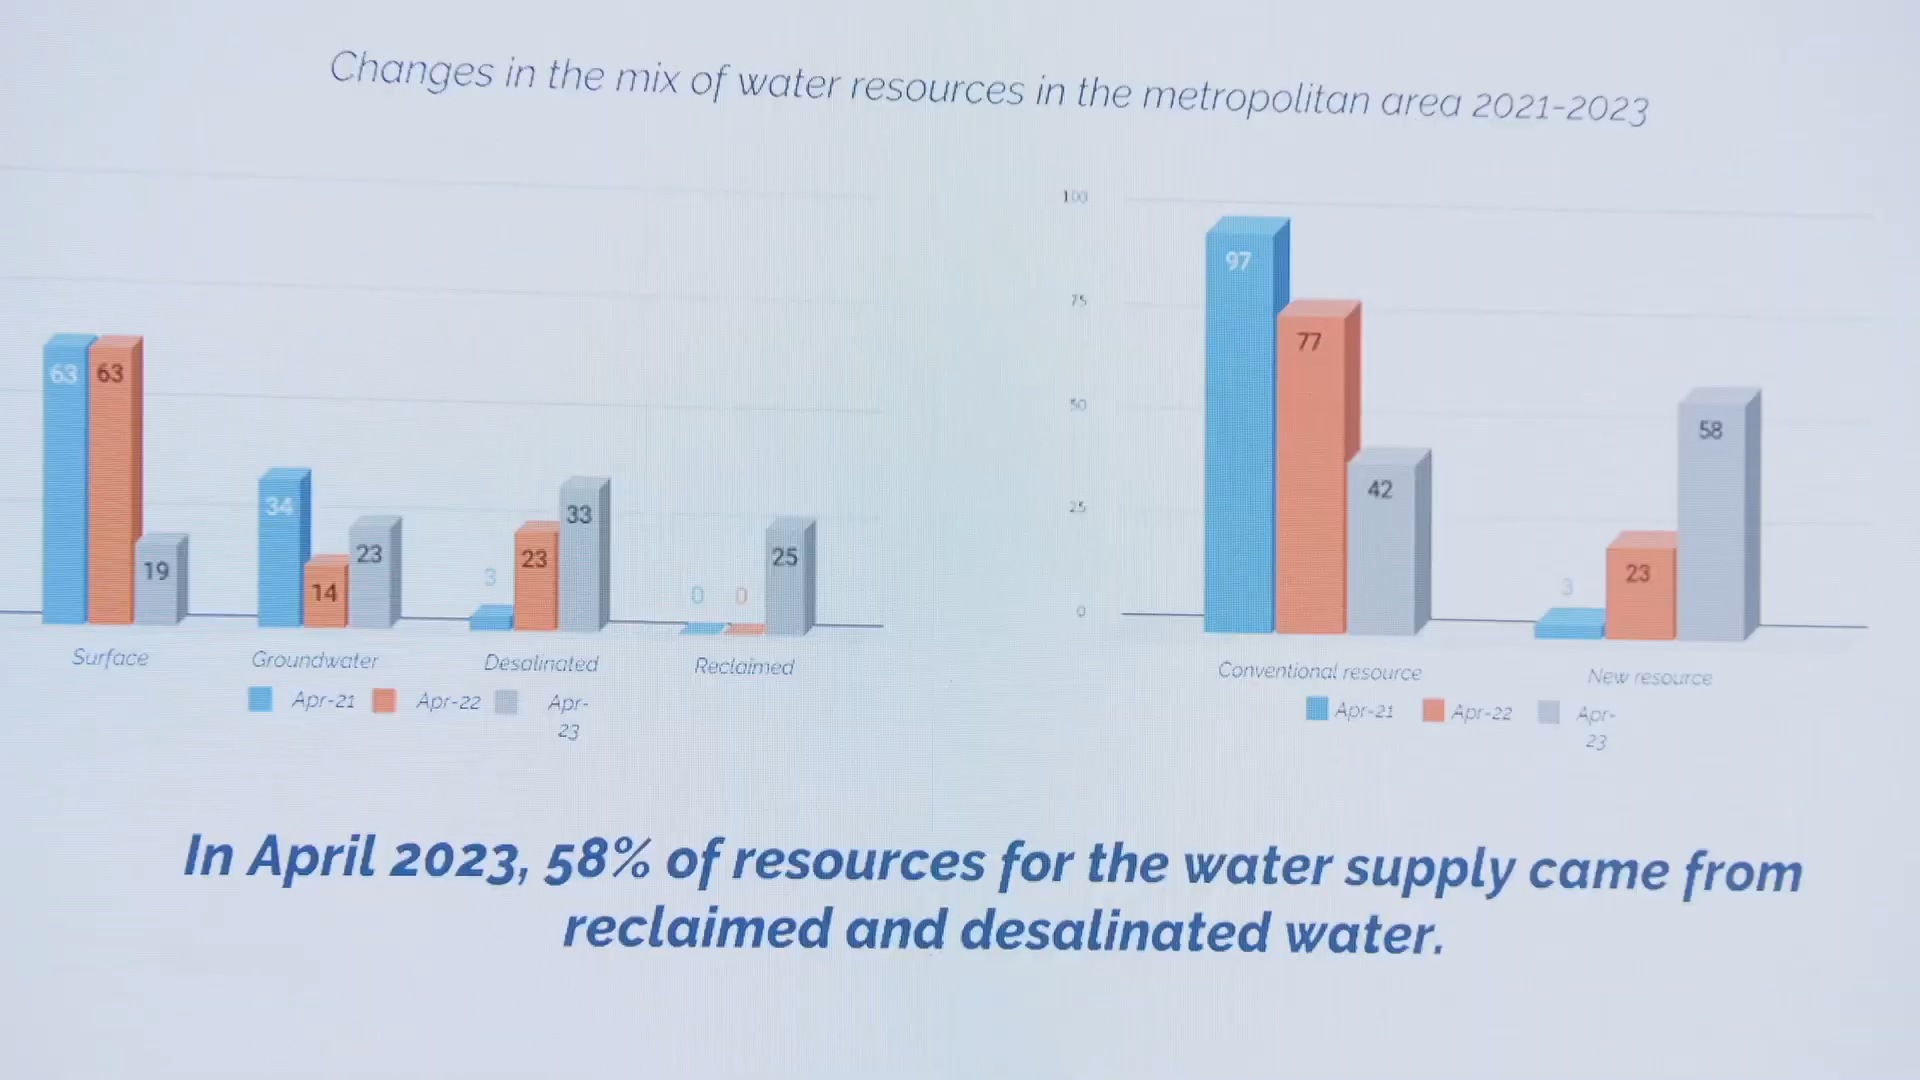 Changes in the mix of water resources in the metropolitan area 2021-2023
63 63 19
34 14 23
3 23 33
0 0 25
Surface Groundwater Desalinated Reclaimed
Apr-21 Apr-22 Apr-
23
100
75
50
25
0
97 77 42
3 23 58
Conventional resource New resource
Apr-21 Apr-22 Apr-
23
In April 2023, 58% of resources for the water supply came from
reclaimed and desalinated water.